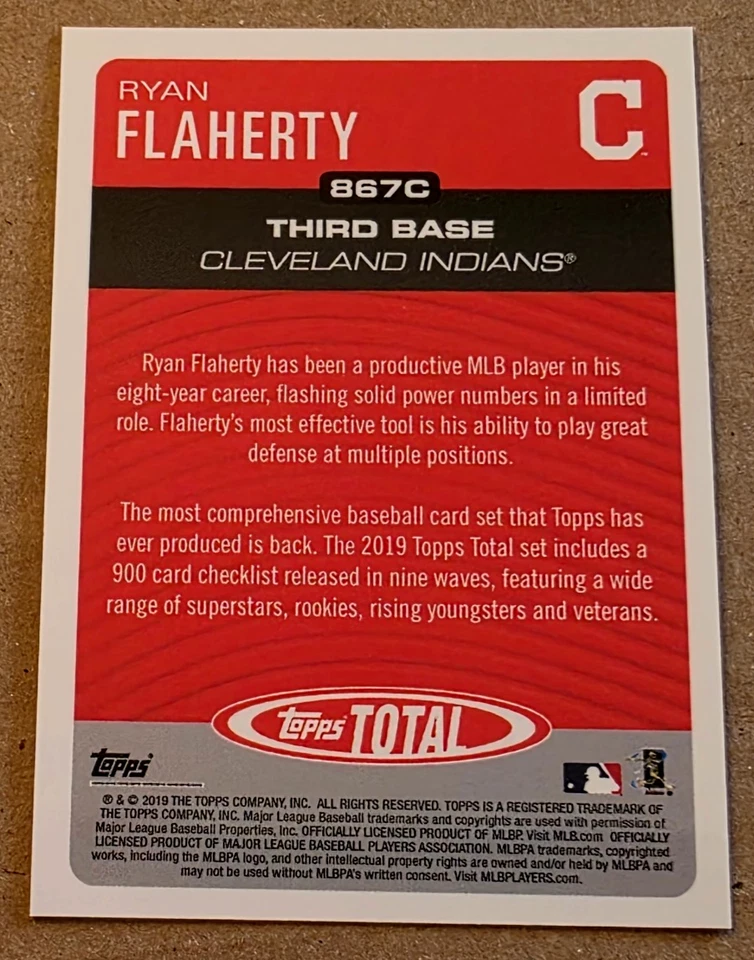 RYAN
FLAHERTY
C
867C
THIRD BASE
CLEVELAND INDIANS®
Ryan Flaherty has been a productive MLB player in his
eight-year career, flashing solid power numbers in a limited
role. Flaherty's most effective tool is his ability to play great
defense at multiple positions.
The most comprehensive baseball card set that Topps has
ever produced is back. The 2019 Topps Total set includes a
900 card checklist released in nine waves, featuring a wide
range of superstars, rookies, rising youngsters and veterans.
topps TOTAL
topps
® & © 2019 THE TOPPS COMPANY, INC. ALL RIGHTS RESERVED. TOPPS IS A REGISTERED TRADEMARK OF
THE TOPPS COMPANY, INC. Major League Baseball trademarks and copyrights are used with permission of
Major League Baseball Properties, Inc. OFFICIALLY LICENSED PRODUCT OF MLBP. Visit MLB.com OFFICIALLY
LICENSED PRODUCT OF MAJOR LEAGUE BASEBALL PLAYERS ASSOCIATION. MLBPA trademarks, copyrighted
works, including the MLBPA logo, and other intellectual property rights are owned and/or held by MLBPA and
may not be used without MLBPA's written consent. Visit MLBPLAYERS.com.